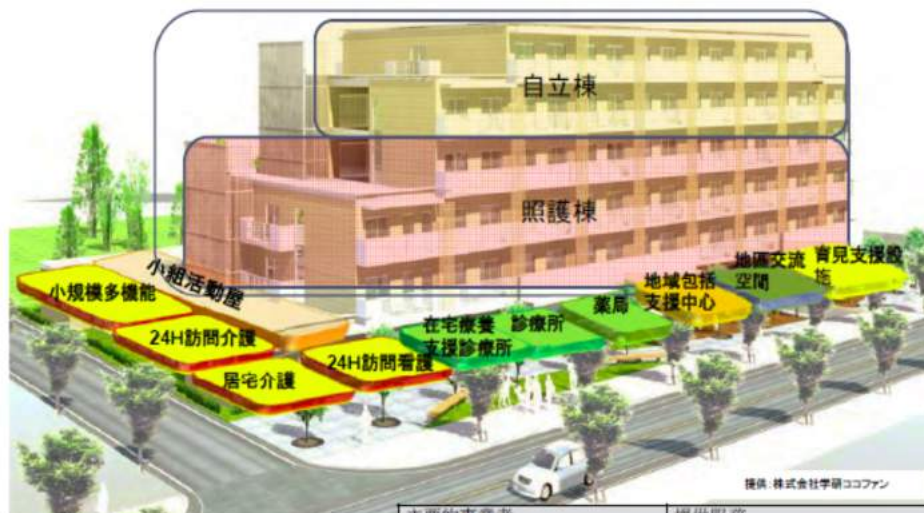 自立棟
照護棟
小組活動屋
小規模多機能
24H訪問介護
居宅介護
24H訪問看護
在宅療養
支援診療所
診療所
薬局
地域包括
支援中心
地區交流
空間
育見支援設
施
提供:株式会社学研ココファン